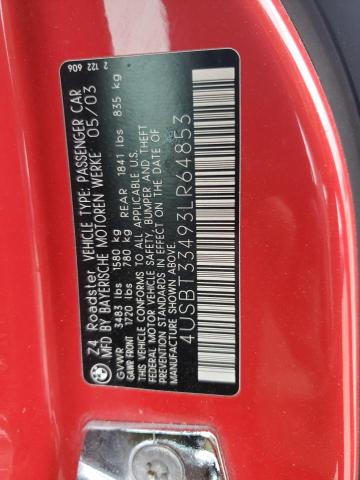 Z4 Roadster VEHICLE TYPE: PASSENGER CAR
MFD BY BAYERISCHE MOTOREN WERKE 05/03
GVWR 3483 lbs 1580 kg
GAWR FRONT 1720 lbs 780 kg REAR 1841 lbs 835 kg
THIS VEHICLE CONFORMS TO ALL APPLICABLE U.S.
FEDERAL MOTOR VEHICLE SAFETY, BUMPER AND THEFT
PREVENTION STANDARDS IN EFFECT ON THE DATE OF
MANUFACTURE SHOWN ABOVE.
4USBT33493LR64853
2 122 606
BMW